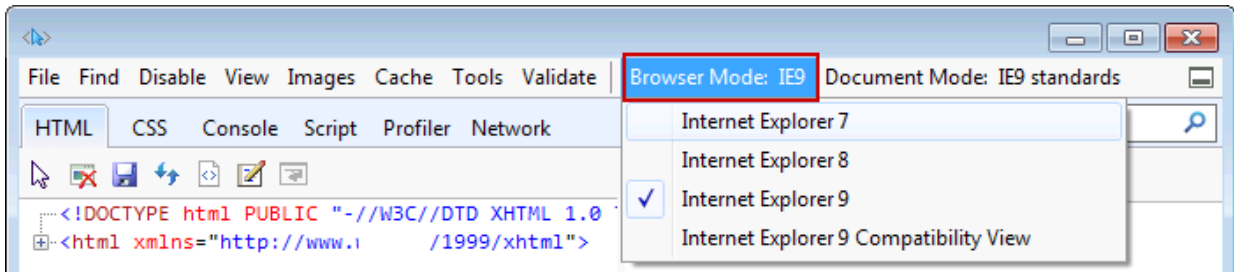 File Find Disable View Images Cache Tools Validate Browser Mode: IE9 Document Mode: IE9 standards
HTML CSS Console Script Profiler Network
Internet Explorer 7
Internet Explorer 8
Internet Explorer 9
Internet Explorer 9 Compatibility View
<!DOCTYPE html PUBLIC "-//W3C//DTD XHTML 1.0
<html xmlns="http://www. /1999/xhtml">